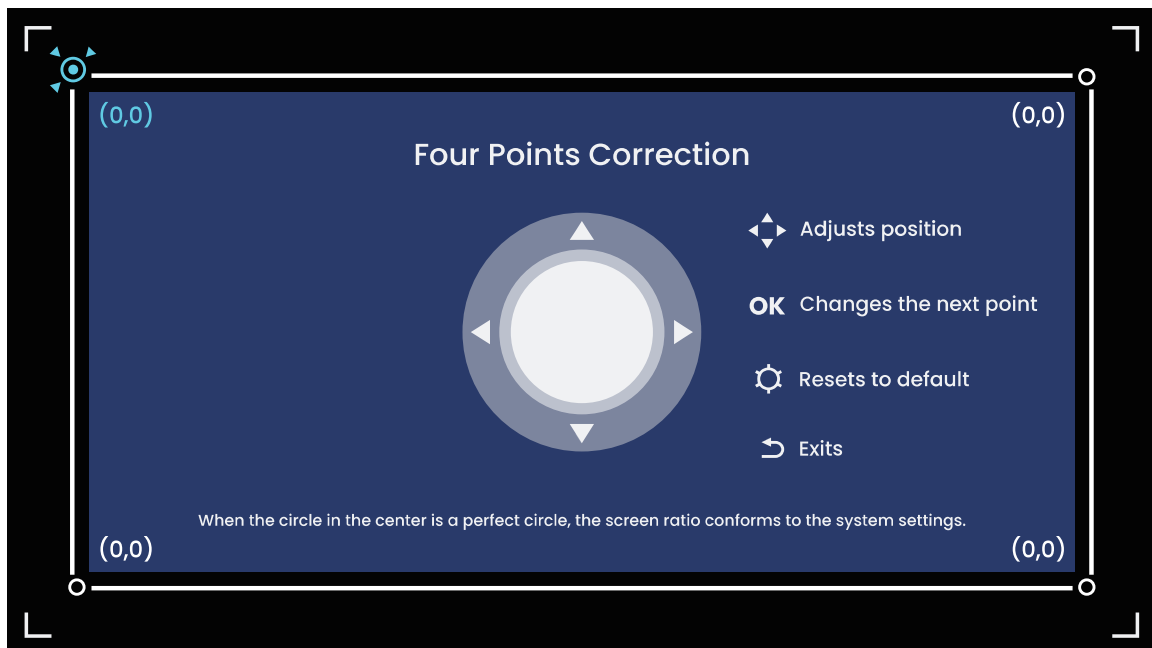 (0,0) (0,0)
Four Points Correction
Adjusts position
OK Changes the next point
Resets to default
Exits
When the circle in the center is a perfect circle, the screen ratio conforms to the system settings.
(0,0) (0,0)